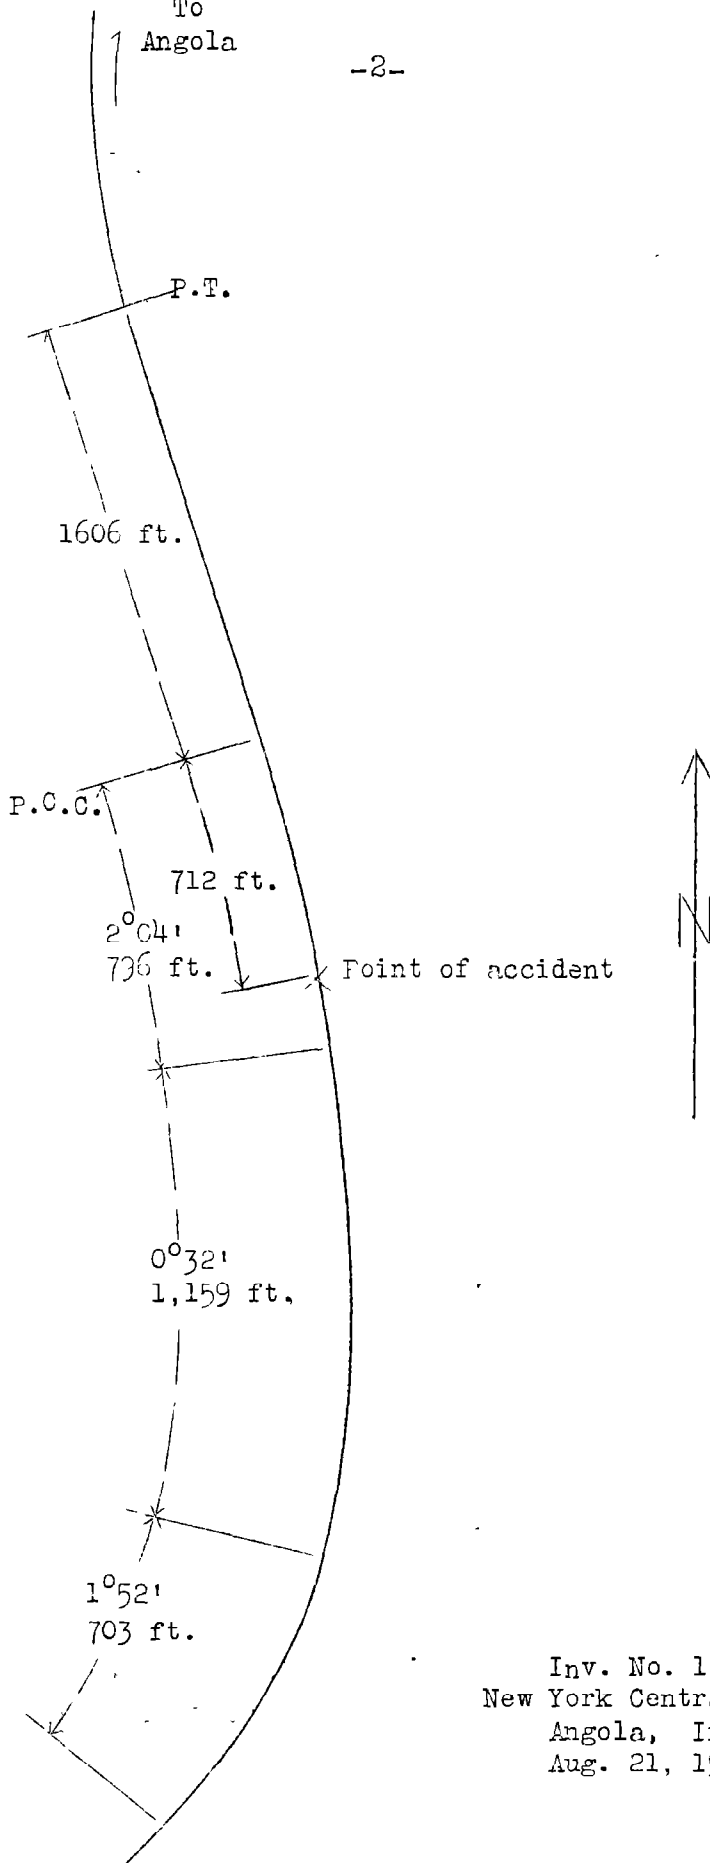 To
Angola
-2-
P.T.
1606 ft.
P.C.C.
712 ft.
2°04'
736 ft.
Foint of accident
N
0°32'
1,159 ft.
1°52'
703 ft.
Inv. No. 1
New York Centr
Angola, I
Aug. 21, 1